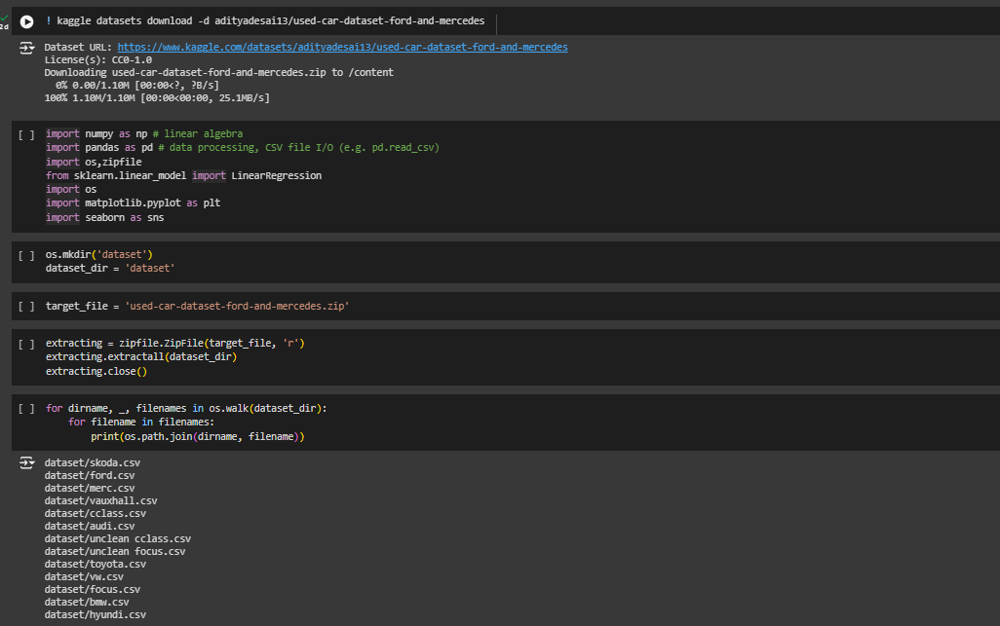 2d
! kaggle datasets download -d adityadesai13/used-car-dataset-ford-and-mercedes
Dataset URL: https://www.kaggle.com/datasets/adityadesai13/used-car-dataset-ford-and-mercedes
License(s): CC0-1.0
Downloading used-car-dataset-ford-and-mercedes.zip to /content
  0% 0.00/1.10M [00:00<?, ?B/s]
100% 1.10M/1.10M [00:00<00:00, 25.1MB/s]
[ ] import numpy as np # linear algebra
import pandas as pd # data processing, CSV file I/O (e.g. pd.read_csv)
import os,zipfile
from sklearn.linear_model import LinearRegression
import os
import matplotlib.pyplot as plt
import seaborn as sns
[ ] os.mkdir('dataset')
dataset_dir = 'dataset'
[ ] target_file = 'used-car-dataset-ford-and-mercedes.zip'
[ ] extracting = zipfile.ZipFile(target_file, 'r')
extracting.extractall(dataset_dir)
extracting.close()
[ ] for dirname, _, filenames in os.walk(dataset_dir):
    for filename in filenames:
        print(os.path.join(dirname, filename))
dataset/skoda.csv
dataset/ford.csv
dataset/merc.csv
dataset/vauxhall.csv
dataset/cclass.csv
dataset/audi.csv
dataset/unclean cclass.csv
dataset/unclean focus.csv
dataset/toyota.csv
dataset/vw.csv
dataset/focus.csv
dataset/bmw.csv
dataset/hyundi.csv